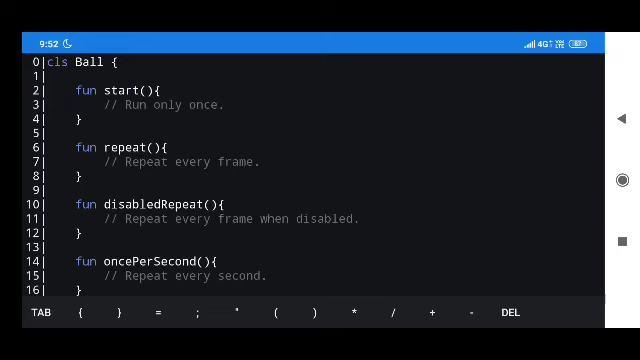 9:52 4G+ VoLTE 67
0|cls Ball {
1|
2| fun start(){
3| // Run only once.
4| }
5|
6| fun repeat(){
7| // Repeat every frame.
8| }
9|
10| fun disabledRepeat(){
11| // Repeat every frame when disabled.
12| }
13|
14| fun oncePerSecond(){
15| // Repeat every second.
16| }
TAB { } = ; " ( ) * / + - DEL